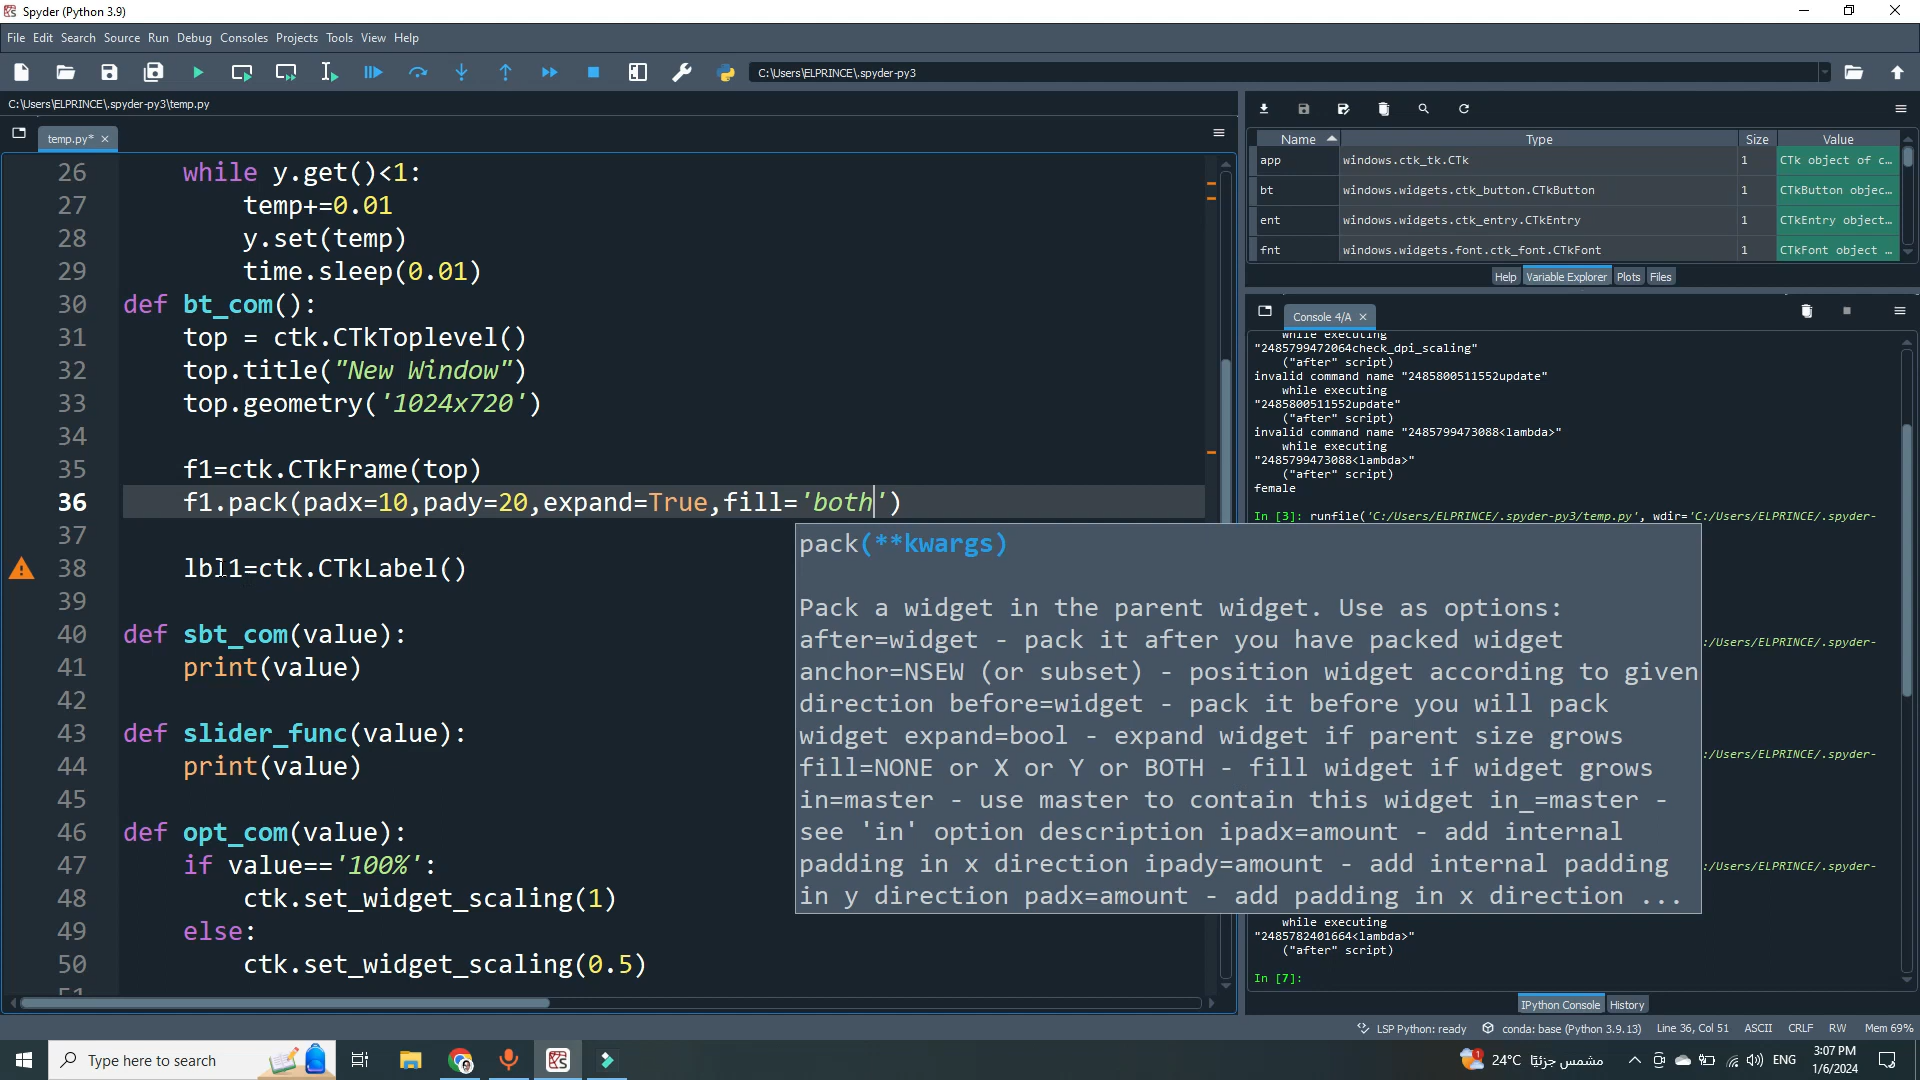 Spyder (Python 3.9)
File Edit Search Source Run Debug Consoles Projects Tools View Help
C:\Users\ELPRINCE\.spyder-py3
C:\Users\ELPRINCE\.spyder-py3\temp.py
temp.py*
26 while y.get()<1:
27 temp+=0.01
28 y.set(temp)
29 time.sleep(0.01)
30 def bt_com():
31 top = ctk.CTkToplevel()
32 top.title("New Window")
33 top.geometry('1024x720')
34
35 f1=ctk.CTkFrame(top)
36 f1.pack(padx=10,pady=20,expand=True,fill='both')
37
38 lbl1=ctk.CTkLabel()
39
40 def sbt_com(value):
41 print(value)
42
43 def slider_func(value):
44 print(value)
45
46 def opt_com(value):
47 if value=='100%':
48 ctk.set_widget_scaling(1)
49 else:
50 ctk.set_widget_scaling(0.5)
pack(**kwargs)
Pack a widget in the parent widget. Use as options:
after=widget - pack it after you have packed widget
anchor=NSEW (or subset) - position widget according to given
direction before=widget - pack it before you will pack
widget expand=bool - expand widget if parent size grows
fill=NONE or X or Y or BOTH - fill widget if widget grows
in=master - use master to contain this widget in_=master -
see 'in' option description ipadx=amount - add internal
padding in x direction ipady=amount - add internal padding
in y direction padx=amount - add padding in x direction ...
Name Type Size Value
app windows.ctk_tk.CTk 1 CTk object of c...
bt windows.widgets.ctk_button.CTkButton 1 CTkButton objec...
ent windows.widgets.ctk_entry.CTkEntry 1 CTkEntry object...
fnt windows.widgets.font.ctk_font.CTkFont 1 CTkFont object ...
Help Variable Explorer Plots Files
Console 4/A
while executing
"2485799472064check_dpi_scaling"
("after" script)
invalid command name "2485800511552update"
while executing
"2485800511552update"
("after" script)
invalid command name "2485799473088<lambda>"
while executing
"2485799473088<lambda>"
("after" script)
female
In [3]: runfile('C:/Users/ELPRINCE/.spyder-py3/temp.py', wdir='C:/Users/ELPRINCE/.spyder-
:/Users/ELPRINCE/.spyder-
:/Users/ELPRINCE/.spyder-
:/Users/ELPRINCE/.spyder-
while executing
"2485782401664<lambda>"
("after" script)
In [7]:
IPython Console History
LSP Python: ready conda: base (Python 3.9.13) Line 36, Col 51 ASCII CRLF RW Mem 69%
Type here to search
24°C مشمس جزئيًا
ENG
3:07 PM
1/6/2024